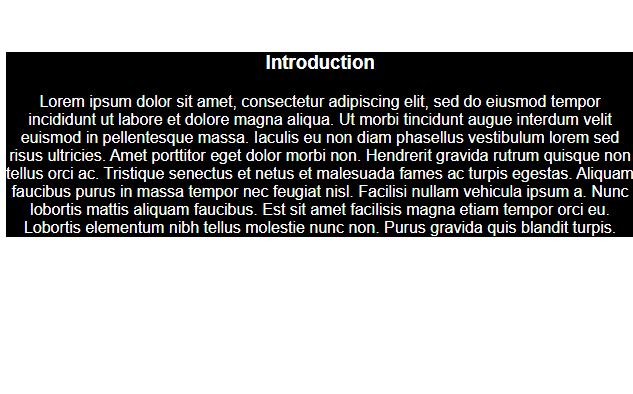 Introduction
Lorem ipsum dolor sit amet, consectetur adipiscing elit, sed do eiusmod tempor
incididunt ut labore et dolore magna aliqua. Ut morbi tincidunt augue interdum velit
euismod in pellentesque massa. Iaculis eu non diam phasellus vestibulum lorem sed
risus ultricies. Amet porttitor eget dolor morbi non. Hendrerit gravida rutrum quisque non
tellus orci ac. Tristique senectus et netus et malesuada fames ac turpis egestas. Aliquam
faucibus purus in massa tempor nec feugiat nisl. Facilisi nullam vehicula ipsum a. Nunc
lobortis mattis aliquam faucibus. Est sit amet facilisis magna etiam tempor orci eu.
Lobortis elementum nibh tellus molestie nunc non. Purus gravida quis blandit turpis.